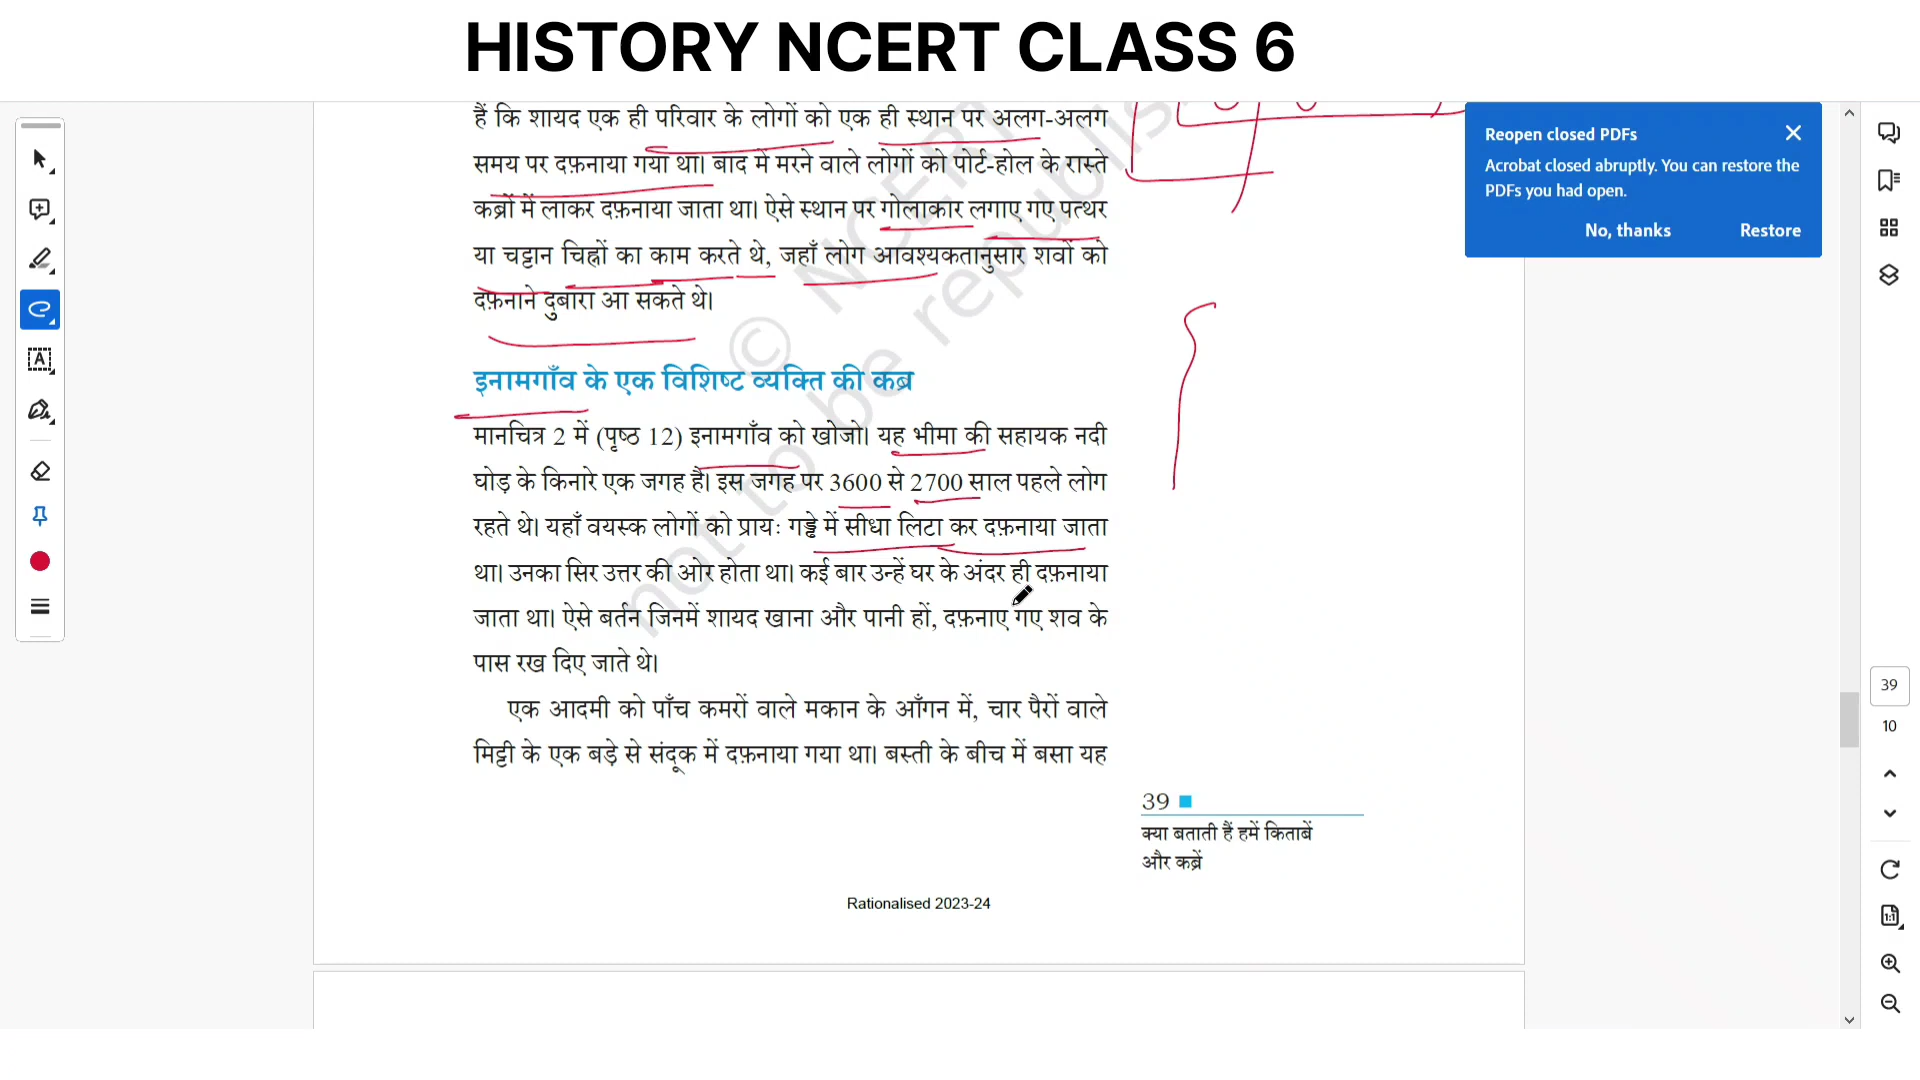 HISTORY NCERT CLASS 6
हैं कि शायद एक ही परिवार के लोगों को एक ही स्थान पर अलग-अलग
समय पर दफ़नाया गया था। बाद में मरने वाले लोगों को पोर्ट-होल के रास्ते
कब्रों में लाकर दफ़नाया जाता था। ऐसे स्थान पर गोलाकार लगाए गए पत्थर
या चट्टान चिह्नों का काम करते थे, जहाँ लोग आवश्यकतानुसार शवों को
दफ़नाने दुबारा आ सकते थे।
इनामगाँव के एक विशिष्ट व्यक्ति की कब्र
मानचित्र 2 में (पृष्ठ 12) इनामगाँव को खोजो। यह भीमा की सहायक नदी
घोड़ के किनारे एक जगह है। इस जगह पर 3600 से 2700 साल पहले लोग
रहते थे। यहाँ वयस्क लोगों को प्रायः गड्ढे में सीधा लिटा कर दफ़नाया जाता
था। उनका सिर उत्तर की ओर होता था। कई बार उन्हें घर के अंदर ही दफ़नाया
जाता था। ऐसे बर्तन जिनमें शायद खाना और पानी हों, दफ़नाए गए शव के
पास रख दिए जाते थे।
एक आदमी को पाँच कमरों वाले मकान के आँगन में, चार पैरों वाले
मिट्टी के एक बड़े से संदूक में दफ़नाया गया था। बस्ती के बीच में बसा यह
39
क्या बताती हैं हमें किताबें
और कब्रें
Rationalised 2023-24
© NCERT
not to be republis
Reopen closed PDFs
Acrobat closed abruptly. You can restore the
PDFs you had open.
No, thanks Restore
39
10